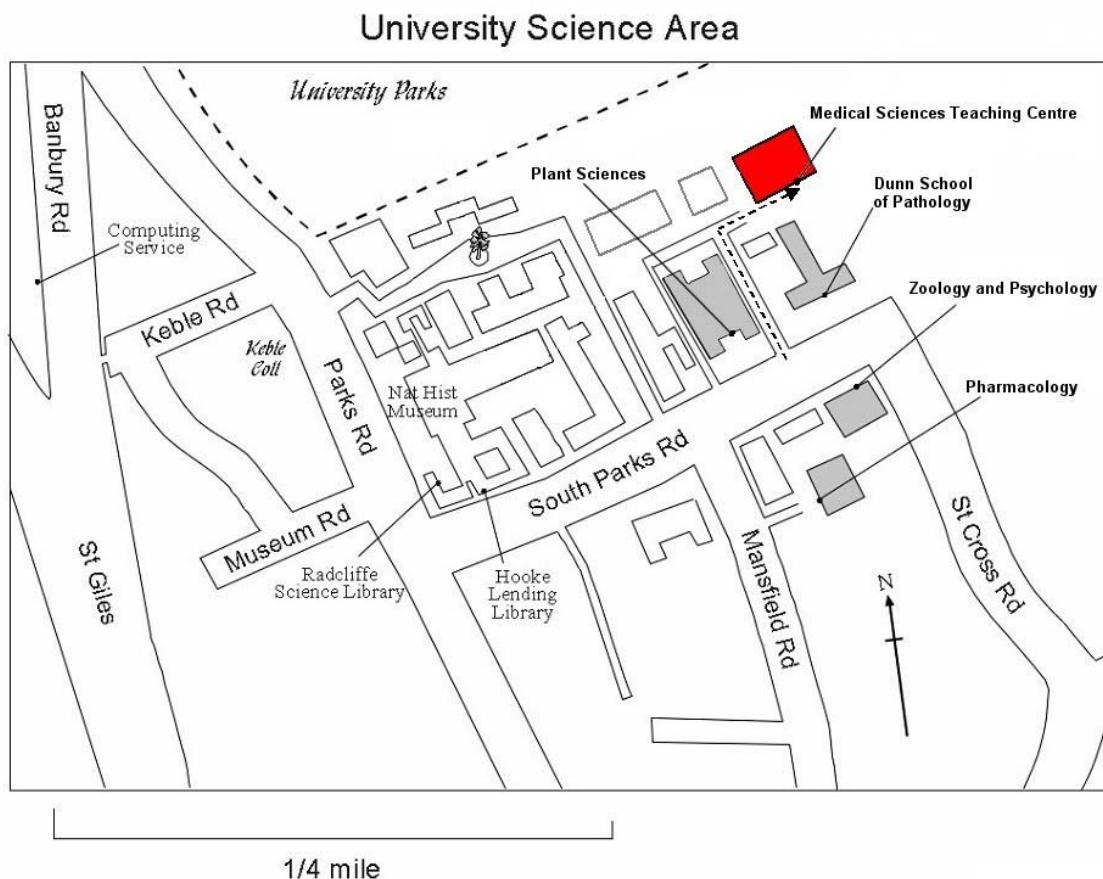 University Science Area
University Parks
Banbury Rd
Medical Sciences Teaching Centre
Plant Sciences
Dunn School
of Pathology
Computing
Service
Zoology and Psychology
Keble Rd
Keble
Coll
Parks Rd
Nat Hist
Museum
Pharmacology
South Parks Rd
Museum Rd
St Giles
Radcliffe
Science Library
Hooke
Lending
Library
Mansfield Rd
St Cross Rd
N
1/4 mile